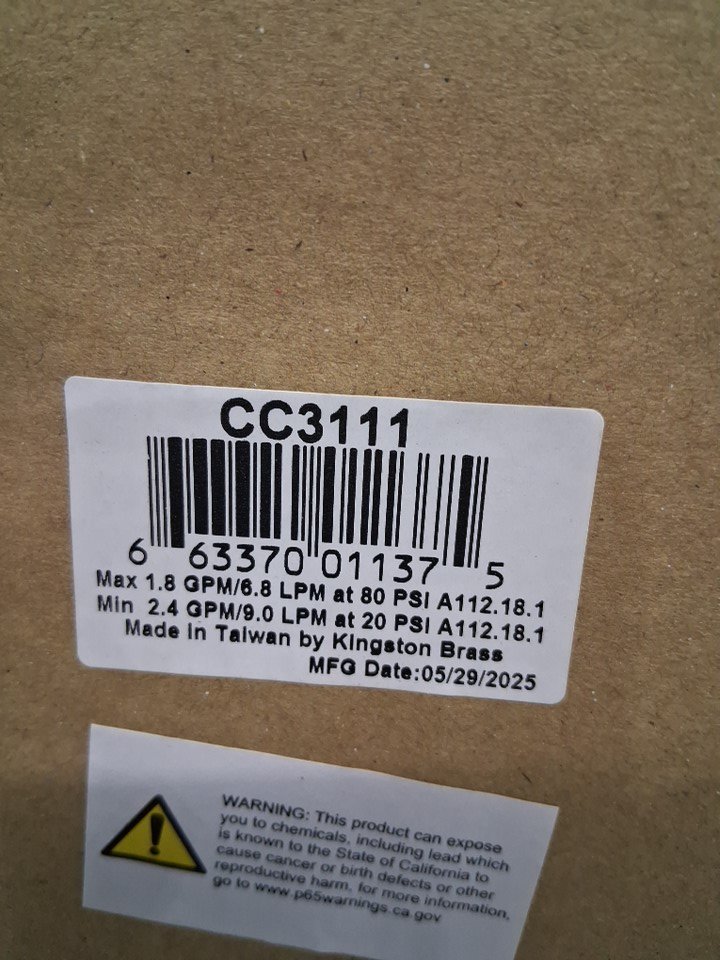 CC3111
6 63370 01137 5
Max 1.8 GPM/6.8 LPM at 80 PSI A112.18.1
Min 2.4 GPM/9.0 LPM at 20 PSI A112.18.1
Made in Taiwan by Kingston Brass
MFG Date:05/29/2025
WARNING: This product can expose
you to chemicals, including lead which
is known to the State of California to
cause cancer or birth defects or other
reproductive harm. for more information,
go to www.p65warnings.ca.gov